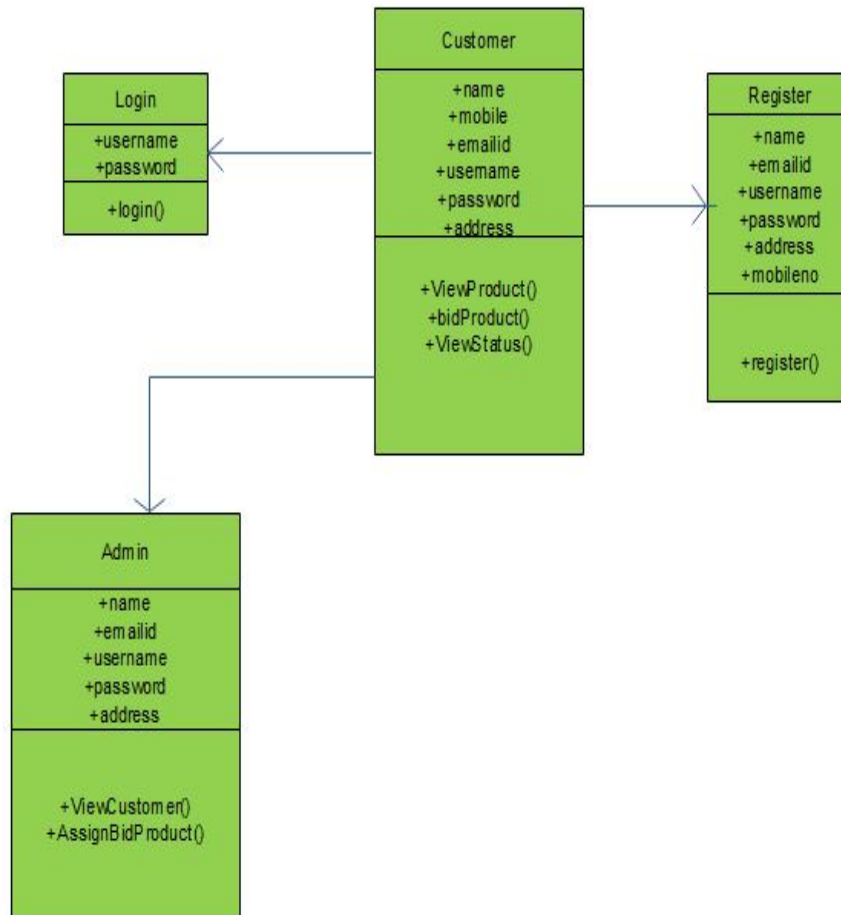 Customer
+name
+mobile
+emailid
+username
+password
+address
+ViewProduct()
+bidProduct()
+ViewStatus()
Login
+username
+password
+login()
Register
+name
+emailid
+username
+password
+address
+mobileno
+register()
Admin
+name
+emailid
+username
+password
+address
+ViewCustomer()
+AssignBidProduct()